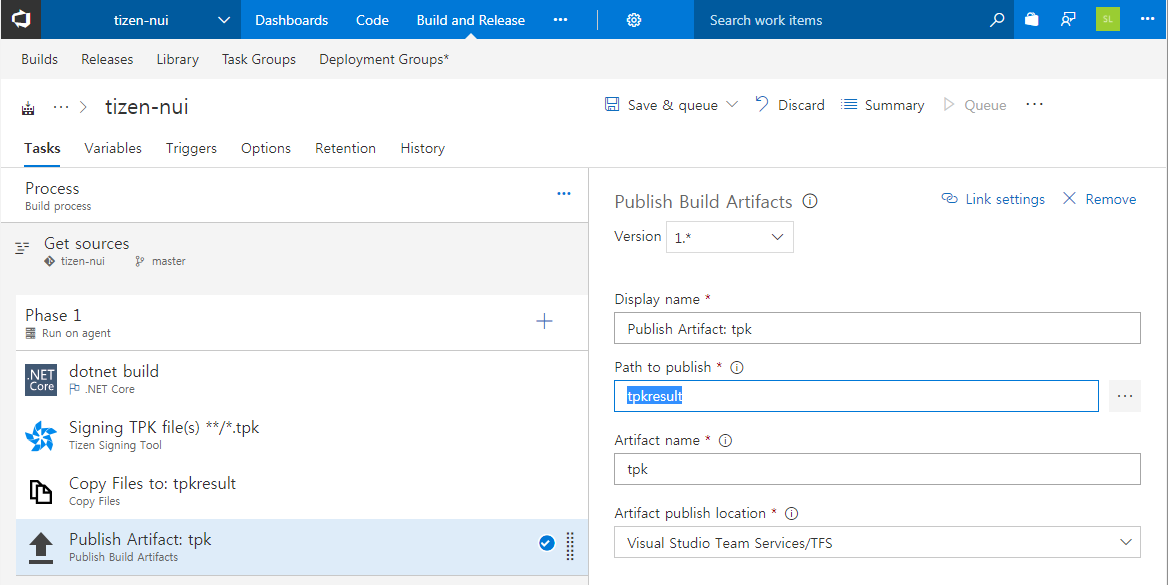 tizen-nui Dashboards Code Build and Release ··· Search work items SL ···
Builds Releases Library Task Groups Deployment Groups*
··· > tizen-nui Save & queue Discard Summary Queue ···
Tasks Variables Triggers Options Retention History
Process ···
Build process
Get sources
tizen-nui master
Phase 1 +
Run on agent
.NET Core dotnet build
.NET Core
Signing TPK file(s) **/*.tpk
Tizen Signing Tool
Copy Files to: tpkresult
Copy Files
Publish Artifact: tpk
Publish Build Artifacts
Publish Build Artifacts Link settings Remove
Version 1.*
Display name *
Publish Artifact: tpk
Path to publish *
tpkresult ···
Artifact name *
tpk
Artifact publish location *
Visual Studio Team Services/TFS